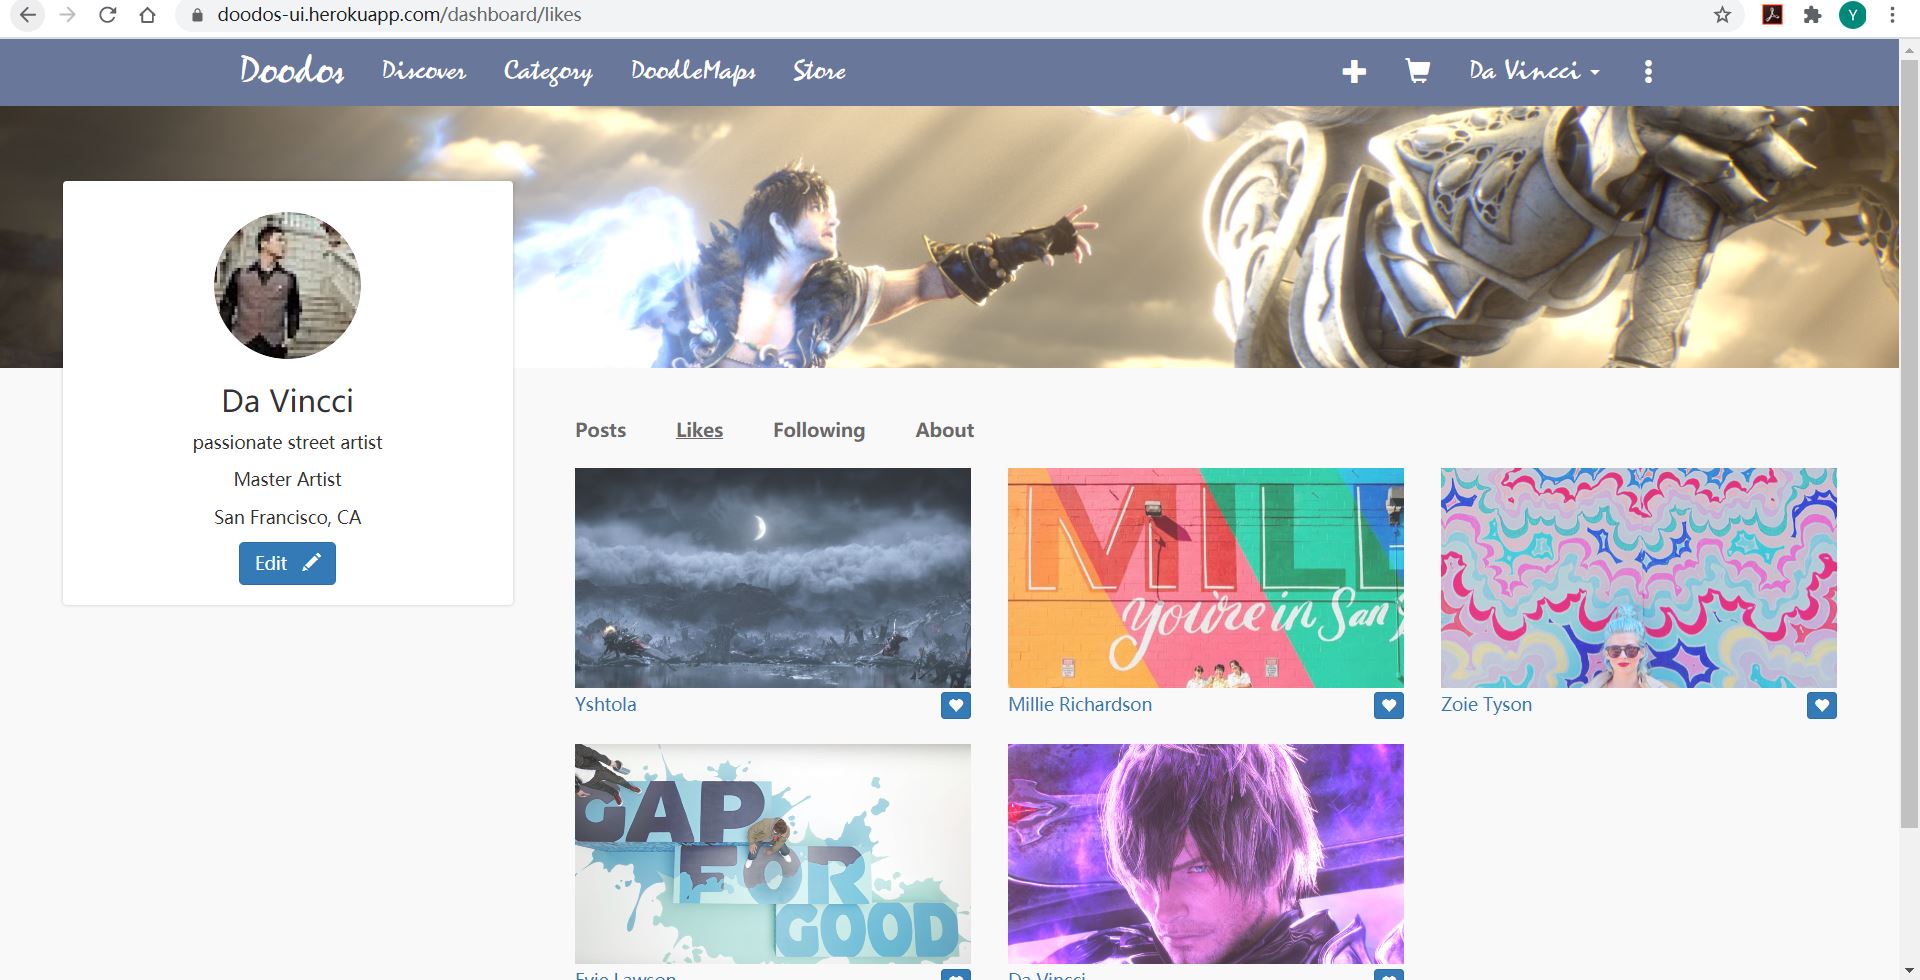 doodos-ui.herokuapp.com/dashboard/likes
Y
Doodos Discover Category DoodleMaps Store Da Vincci
Da Vincci
passionate street artist
Master Artist
San Francisco, CA
Edit
Posts Likes Following About
MILL
you're in San
Yshtola
Millie Richardson
Zoie Tyson
GAP
FOR
GOOD
Evie Lawson
Da Vincci